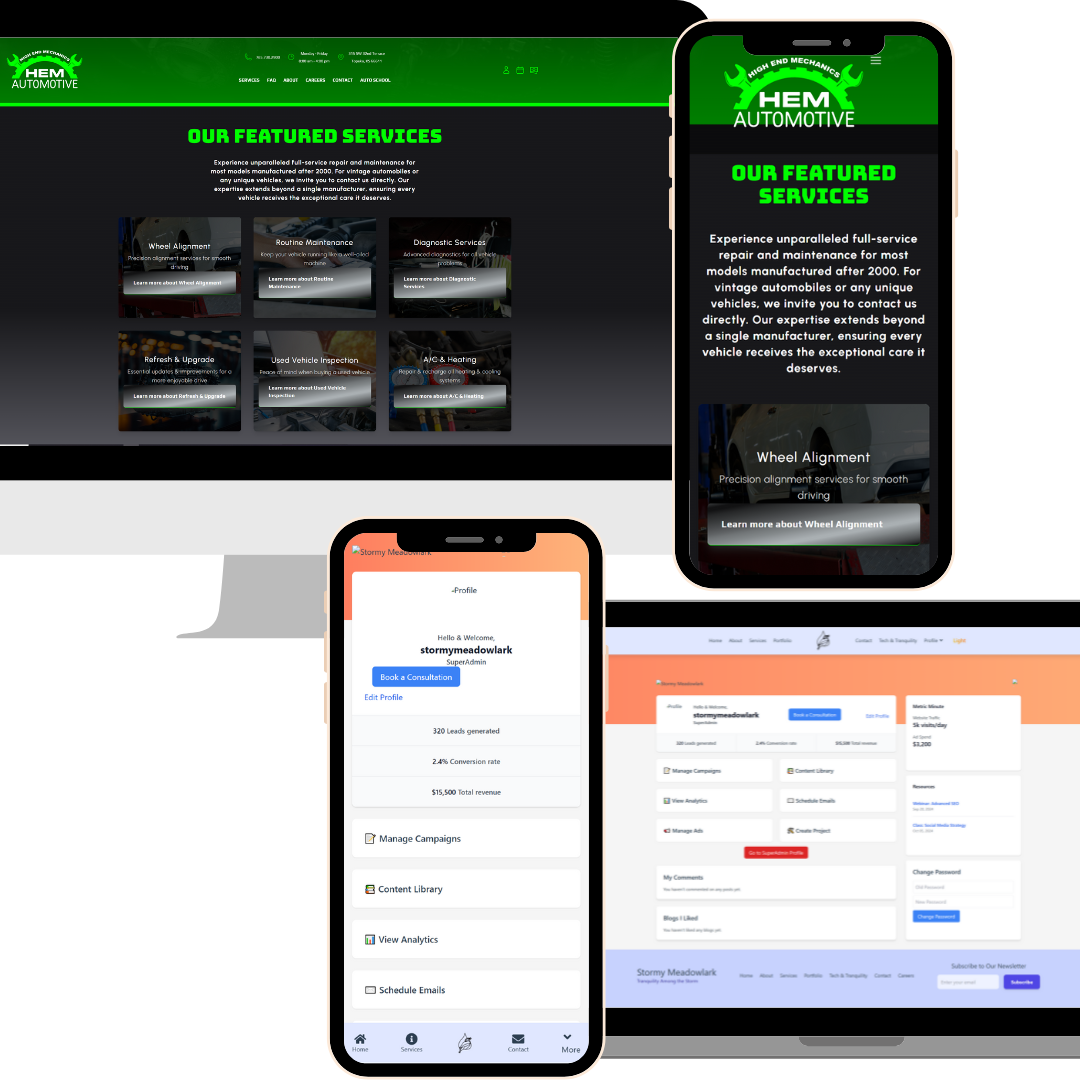 HIGH END MECHANICS
HEM
AUTOMOTIVE
Monday - Friday
SERVICES FAQ ABOUT CAREERS CONTACT AUTO SCHOOL
OUR FEATURED SERVICES
Experience unparalleled full-service repair and maintenance for
most models manufactured after 2000. For vintage automobiles or
any unique vehicles, we invite you to contact us directly. Our
expertise extends beyond a single manufacturer, ensuring every
vehicle receives the exceptional care it deserves.
Wheel Alignment
Precision alignment services for smooth
driving
Learn more about Wheel Alignment
Routine Maintenance
Keep your vehicle running like a well-oiled
machine
Learn more about Routine
Maintenance
Diagnostic Services
Advanced diagnostics for all vehicle
problems
Learn more about Diagnostic
Services
Refresh & Upgrade
Essential updates & improvements for a
more enjoyable drive
Learn more about Refresh & Upgrade
Used Vehicle Inspection
Peace of mind when buying a used vehicle
Learn more about Used Vehicle
Inspection
A/C & Heating
Repair & recharge all heating & cooling
systems
Learn more about A/C & Heating
HIGH END MECHANICS
HEM
AUTOMOTIVE
OUR FEATURED
SERVICES
Experience unparalleled full-service
repair and maintenance for most
models manufactured after 2000. For
vintage automobiles or any unique
vehicles, we invite you to contact us
directly. Our expertise extends beyond
a single manufacturer, ensuring every
vehicle receives the exceptional care it
deserves.
Wheel Alignment
Precision alignment services for smooth
driving
Learn more about Wheel Alignment
Stormy Meadowlark
-Profile
Hello & Welcome,
stormymeadowlark
SuperAdmin
Book a Consultation
Edit Profile
320 Leads generated
2.4% Conversion rate
$15,500 Total revenue
Manage Campaigns
Content Library
View Analytics
Schedule Emails
Home Services Contact More
Home About Services Portfolio Contact Tech & Tranquility Profile Light
Stormy Meadowlark
-Profile
Hello & Welcome,
stormymeadowlark
SuperAdmin
Book a Consultation
Edit Profile
320 Leads generated 2.4% Conversion rate $15,500 Total revenue
Manage Campaigns Content Library
View Analytics Schedule Emails
Manage Ads Create Project
Go to SuperAdmin Profile
My Comments
You haven't commented on any posts yet
Blogs I Liked
You haven't liked any blogs yet
Metric Minute
Website Traffic
5k visits/day
Ad Spend
$3,200
Resources
Webinar: Advanced SEO
Class: Social Media Strategy
Change Password
Old Password
New Password
Change Password
Stormy Meadowlark
Tranquility Among the Storm
Home About Services Portfolio Tech & Tranquility Contact Careers
Subscribe to Our Newsletter
Enter your email
Subscribe